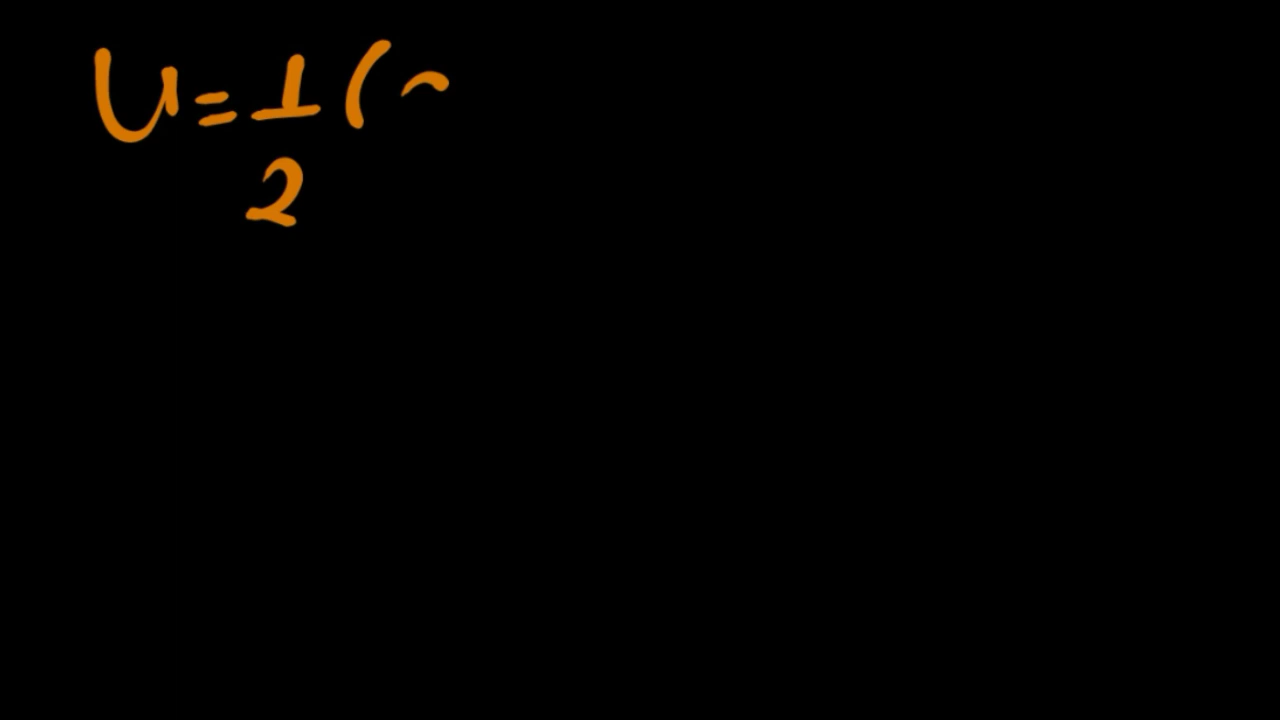 U = 1/2 (